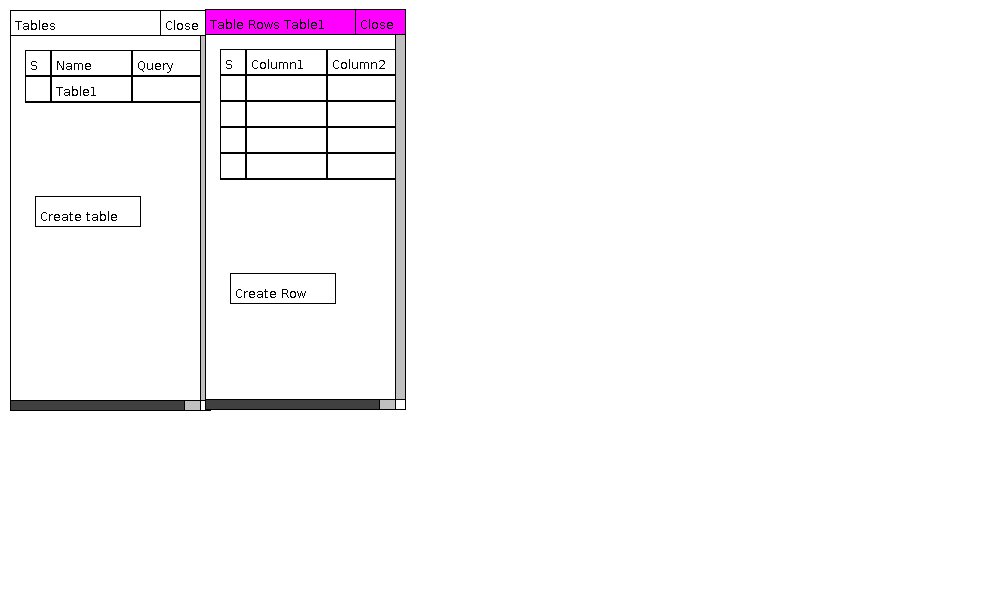 Tables Close
S Name Query
Table1
Create table
Table Rows Table1 Close
S Column1 Column2
Create Row